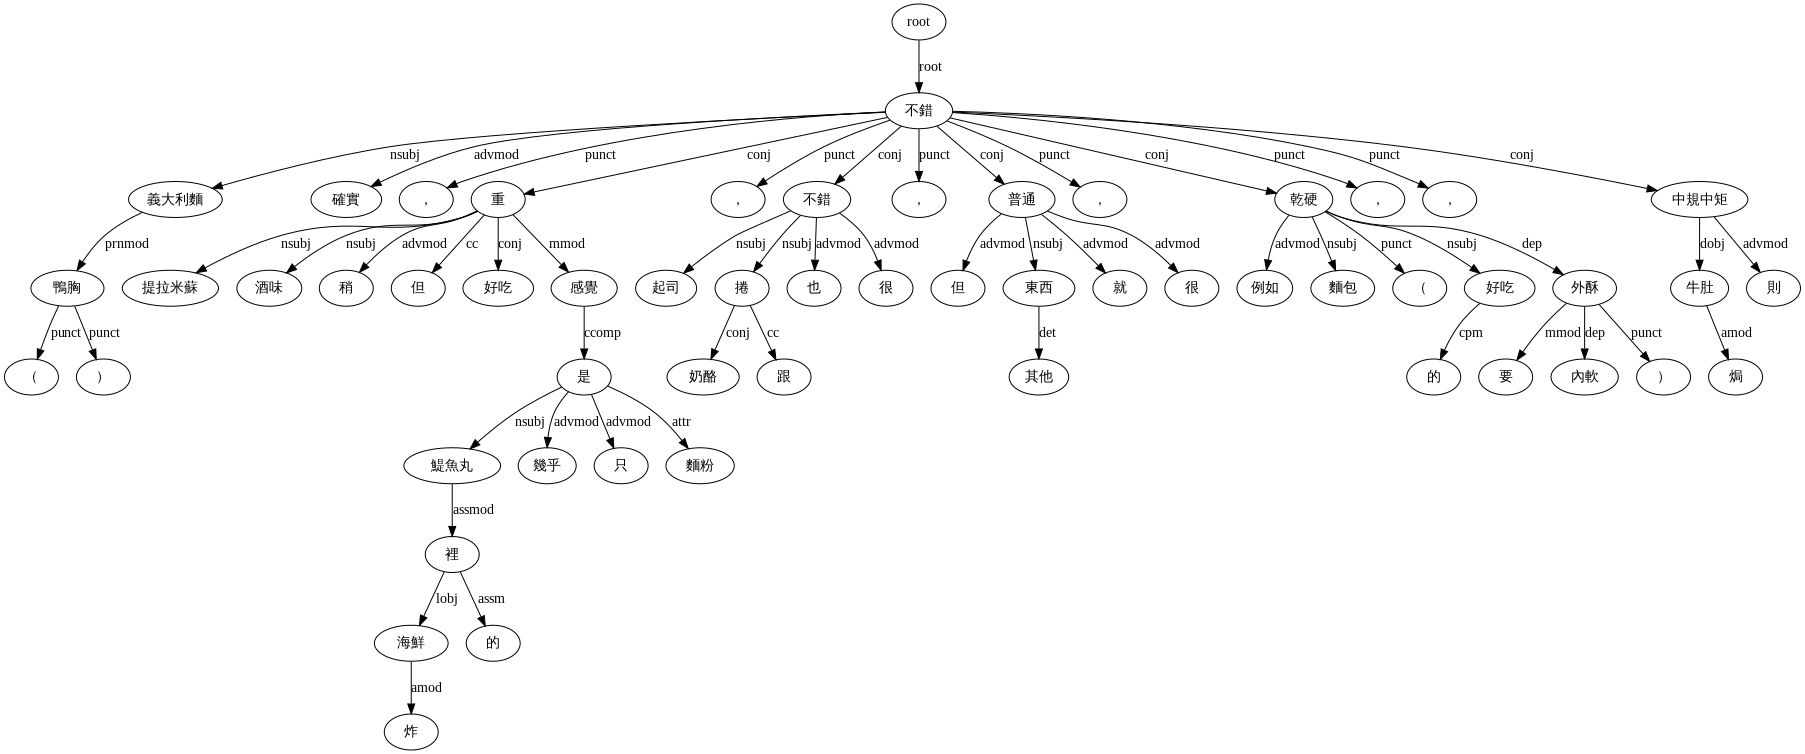 root
root
不錯
nsubj advmod punct conj punct conj punct conj punct conj punct punct conj
義大利麵 確實 , 重 , 不錯 , 普通 , 乾硬 , , 中規中矩
prnmod nsubj nsubj advmod cc conj mmod nsubj nsubj advmod advmod advmod nsubj advmod advmod advmod nsubj punct nsubj dep dobj advmod
鴨胸 提拉米蘇 酒味 稍 但 好吃 感覺 起司 捲 也 很 但 東西 就 很 例如 麵包 ( 好吃 外酥 牛肚 則
punct punct ccomp conj cc det cpm mmod dep punct amod
( ) 是 奶酪 跟 其他 的 要 內軟 ) 焗
nsubj advmod advmod attr
鯷魚丸 幾乎 只 麵粉
assmod
裡
lobj assm
海鮮 的
amod
炸